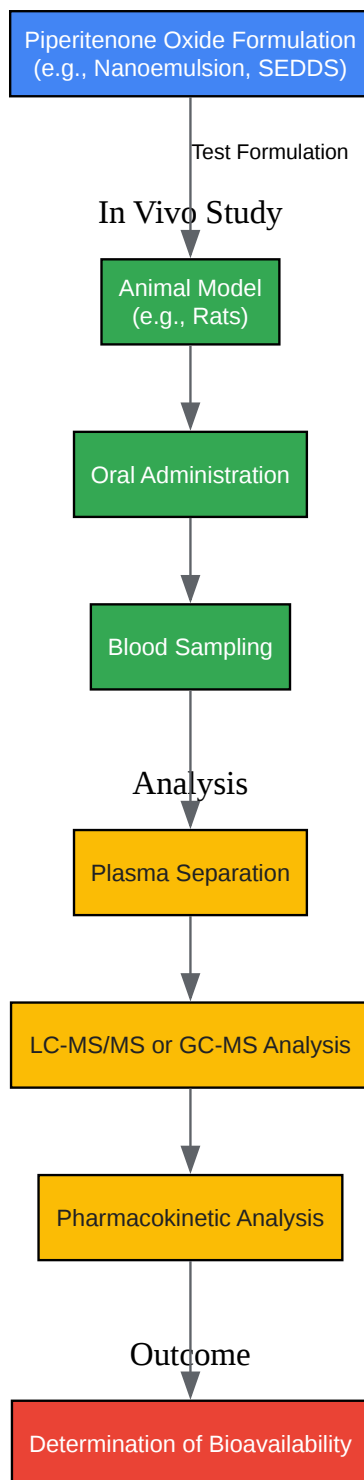 Piperitenone Oxide Formulation
(e.g., Nanoemulsion, SEDDS)
Test Formulation
In Vivo Study
Animal Model
(e.g., Rats)
Oral Administration
Blood Sampling
Analysis
Plasma Separation
LC-MS/MS or GC-MS Analysis
Pharmacokinetic Analysis
Outcome
Determination of Bioavailability